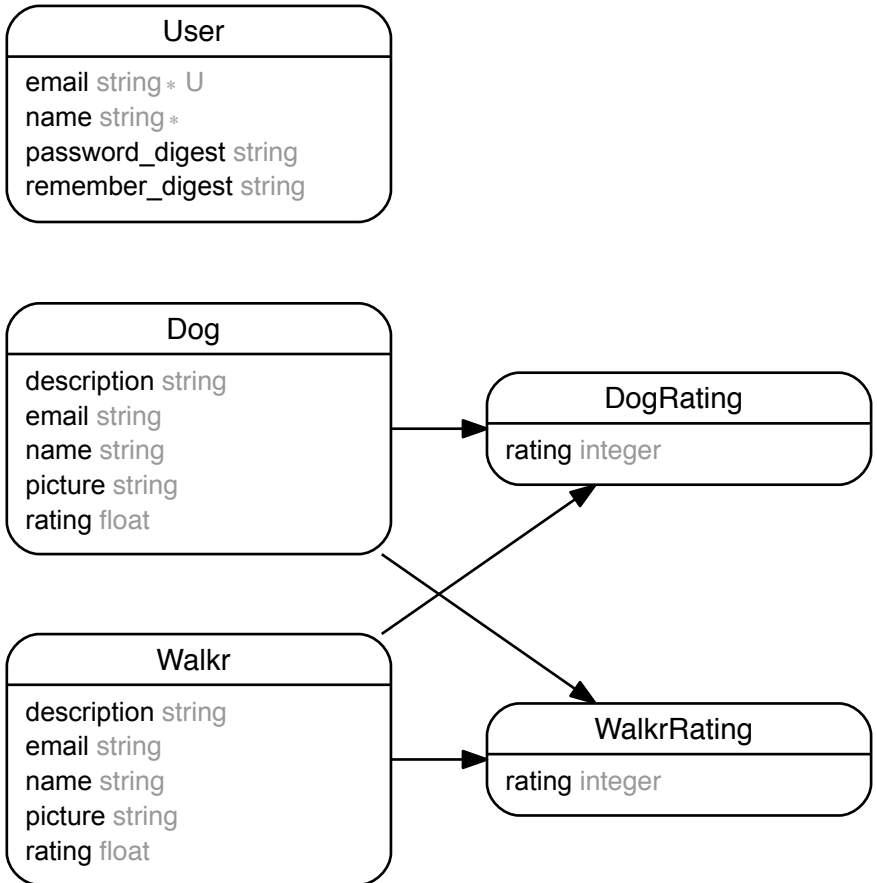 User
email string∗ U
name string∗
password_digest string
remember_digest string
Dog
description string
email string
name string
picture string
rating float
DogRating
rating integer
Walkr
description string
email string
name string
picture string
rating float
WalkrRating
rating integer